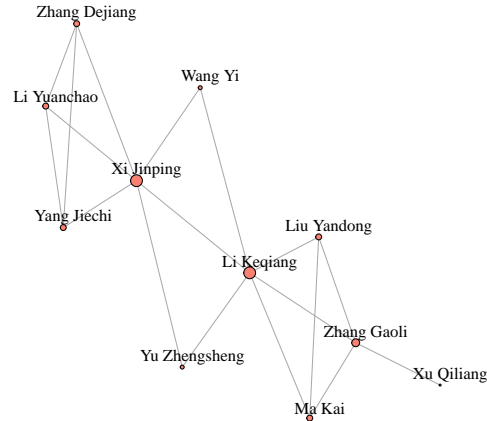 Zhang Dejiang
Wang Yi
Li Yuanchao
Xi Jinping
Yang Jiechi
Liu Yandong
Li Keqiang
Zhang Gaoli
Yu Zhengsheng
Xu Qiliang
Ma Kai